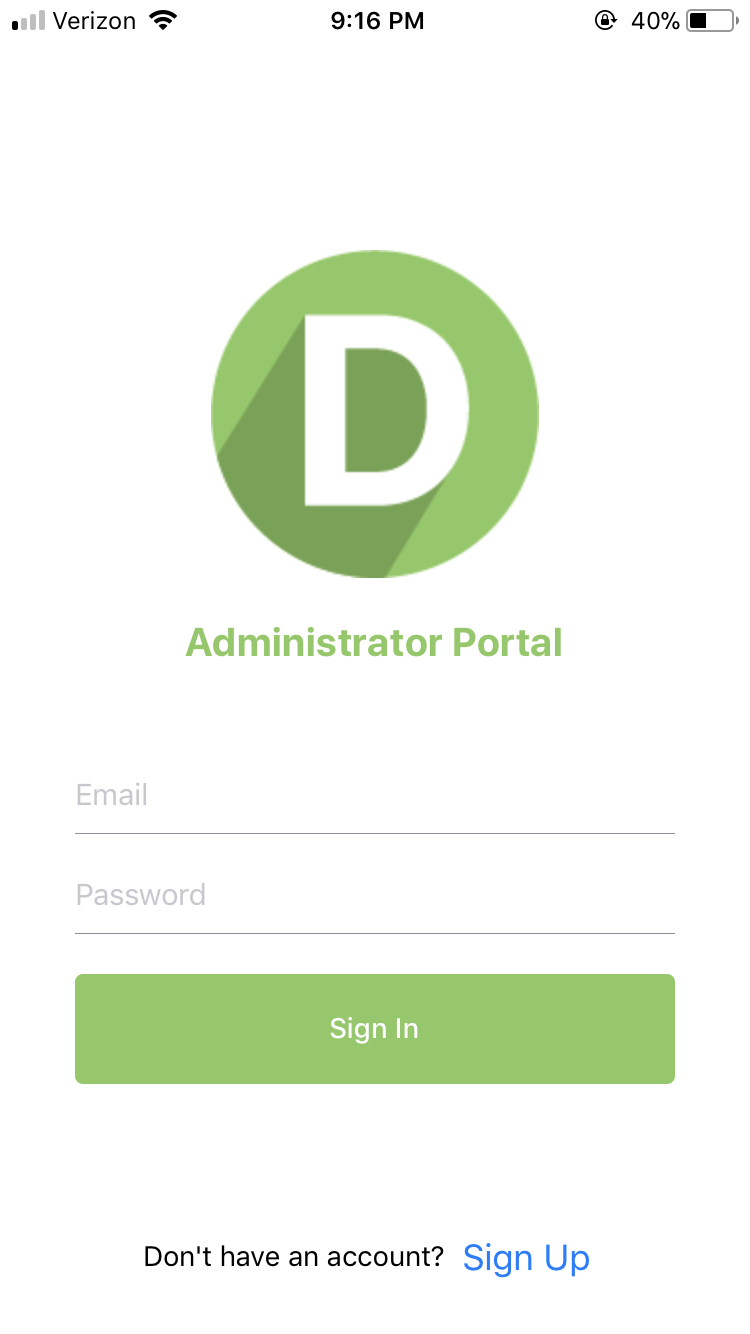 Verizon 9:16 PM 40%
D
Administrator Portal
Email
Password
Sign In
Don't have an account? Sign Up